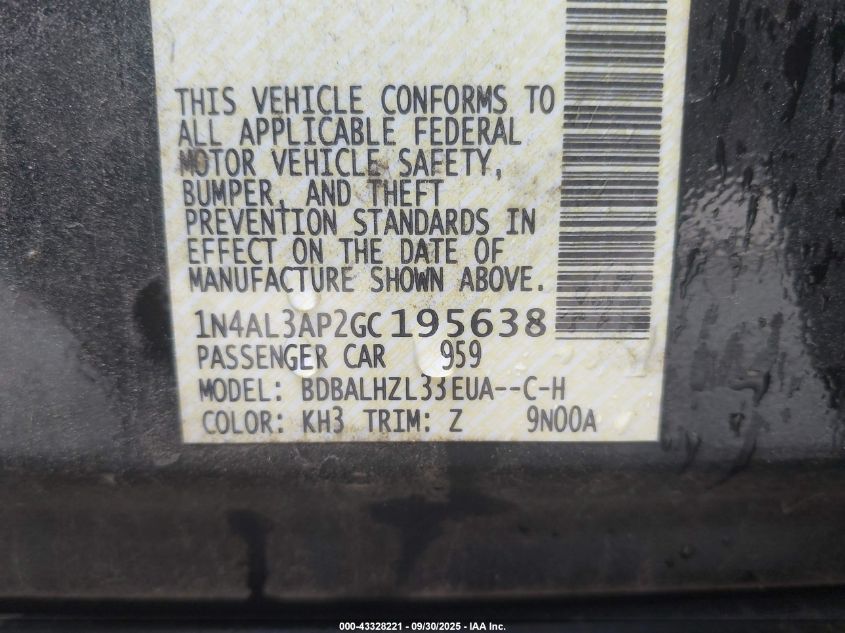 THIS VEHICLE CONFORMS TO
ALL APPLICABLE FEDERAL
MOTOR VEHICLE SAFETY,
BUMPER, AND THEFT
PREVENTION STANDARDS IN
EFFECT ON THE DATE OF
MANUFACTURE SHOWN ABOVE.
1N4AL3AP2GC195638
PASSENGER CAR 959
MODEL: BDBALHZL33EUA--C-H
COLOR: KH3 TRIM: Z 9N00A
000-43328221 - 09/30/2025 - IAA Inc.